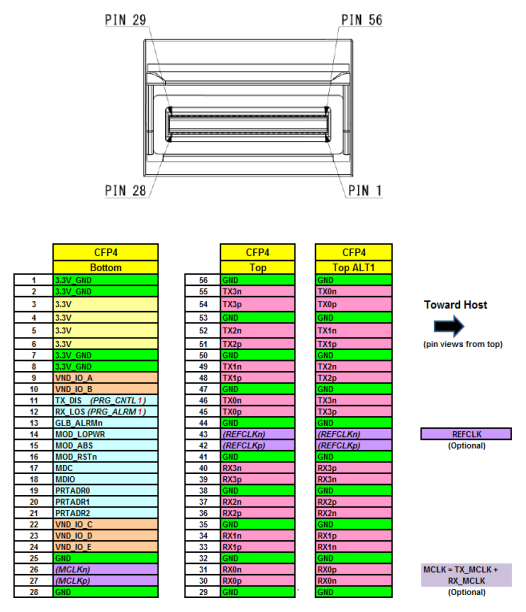 PIN 29 PIN 56
PIN 28 PIN 1
CFP4 CFP4 CFP4
Bottom Top Top ALT1
1 3.3V_GND 56 GND GND
2 3.3V_GND 55 TX3n TX0n
3 3.3V 54 TX3p TX0p
4 3.3V 53 GND GND
5 3.3V 52 TX2n TX1n
6 3.3V 51 TX2p TX1p
7 3.3V_GND 50 GND GND
8 3.3V_GND 49 TX1n TX2n
9 VND_IO_A 48 TX1p TX2p
10 VND_IO_B 47 GND GND
11 TX_DIS (PRG_CNTL1) 46 TX0n TX3n
12 RX_LOS (PRG_ALRM1) 45 TX0p TX3p
13 GLB_ALRMn 44 GND GND
14 MOD_LOPWR 43 (REFCLKn) (REFCLKn)
15 MOD_ABS 42 (REFCLKp) (REFCLKp)
16 MOD_RSTn 41 GND GND
17 MDC 40 RX3n RX3p
18 MDIO 39 RX3p RX3n
19 PRTADR0 38 GND GND
20 PRTADR1 37 RX2n RX2p
21 PRTADR2 36 RX2p RX2n
22 VND_IO_C 35 GND GND
23 VND_IO_D 34 RX1n RX1p
24 VND_IO_E 33 RX1p RX1n
25 GND 32 GND GND
26 (MCLKn) 31 RX0n RX0p
27 (MCLKp) 30 RX0p RX0n
28 GND 29 GND GND
Toward Host
(pin views from top)
REFCLK
(Optional)
MCLK = TX_MCLK +
RX_MCLK
(Optional)